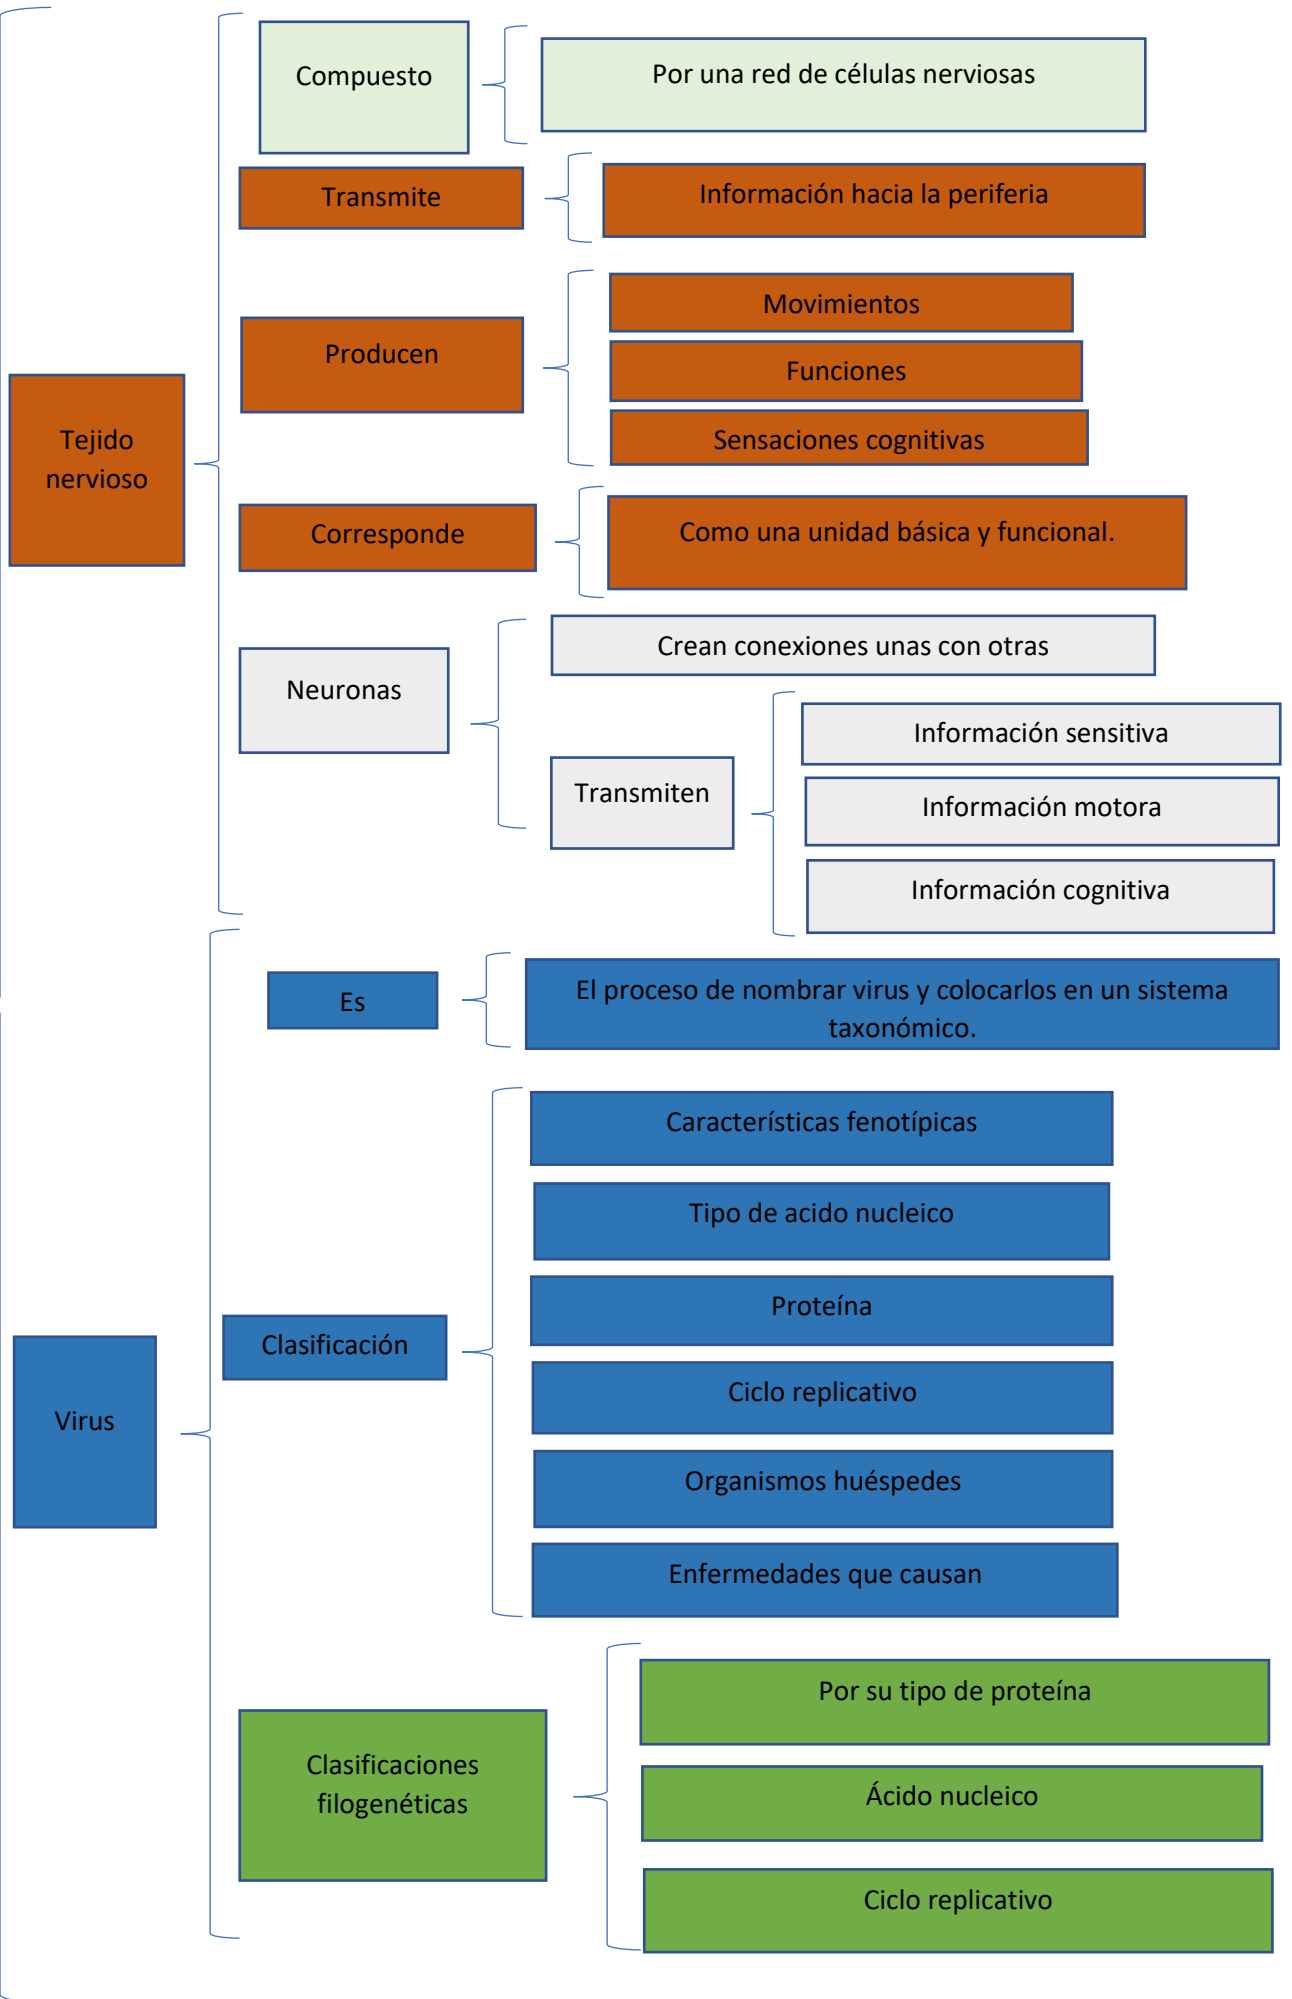 Compuesto
Por una red de células nerviosas
Transmite
Información hacia la periferia
Producen
Movimientos
Funciones
Sensaciones cognitivas
Tejido
nervioso
Corresponde
Como una unidad básica y funcional.
Neuronas
Crean conexiones unas con otras
Transmiten
Información sensitiva
Información motora
Información cognitiva
Es
El proceso de nombrar virus y colocarlos en un sistema
taxonómico.
Virus
Clasificación
Características fenotípicas
Tipo de acido nucleico
Proteína
Ciclo replicativo
Organismos huéspedes
Enfermedades que causan
Clasificaciones
filogenéticas
Por su tipo de proteína
Ácido nucleico
Ciclo replicativo